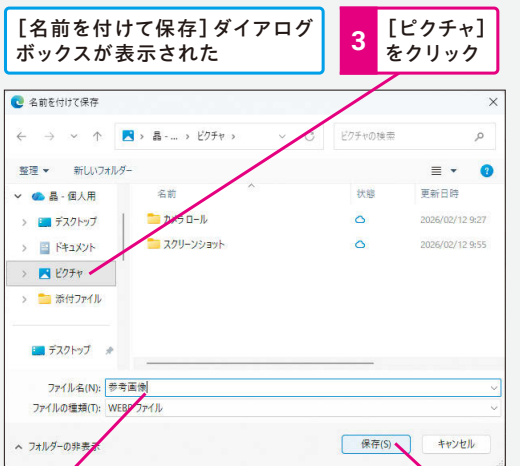 [名前を付けて保存]ダイアログ
ボックスが表示された
3 [ピクチャ]
をクリック
名前を付けて保存
晶 - ... › ピクチャ ›
ピクチャの検索
整理 新しいフォルダー
名前 状態 更新日時
晶 - 個人用
デスクトップ
ドキュメント
ピクチャ
添付ファイル
デスクトップ
カメラロール 2026/02/12 9:27
スクリーンショット 2026/02/12 9:55
ファイル名(N): 参考画像
ファイルの種類(T): WEBP ファイル
フォルダーの非表示
保存(S) キャンセル